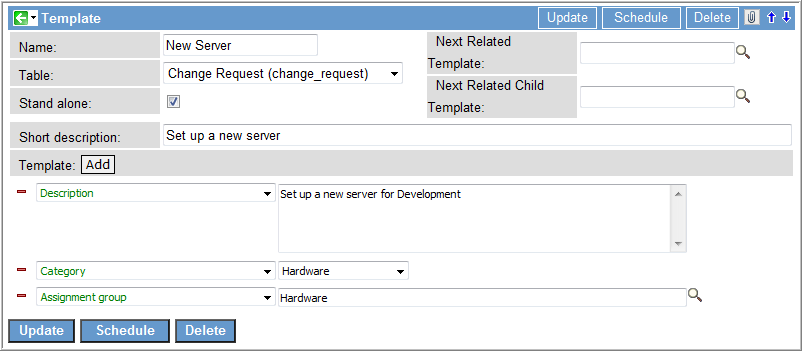 Template Update Schedule Delete
Name: New Server Next Related
Template:
Table: Change Request (change_request)
Next Related Child
Template:
Stand alone:
Short description: Set up a new server
Template: Add
Description Set up a new server for Development
Category Hardware
Assignment group Hardware
Update Schedule Delete